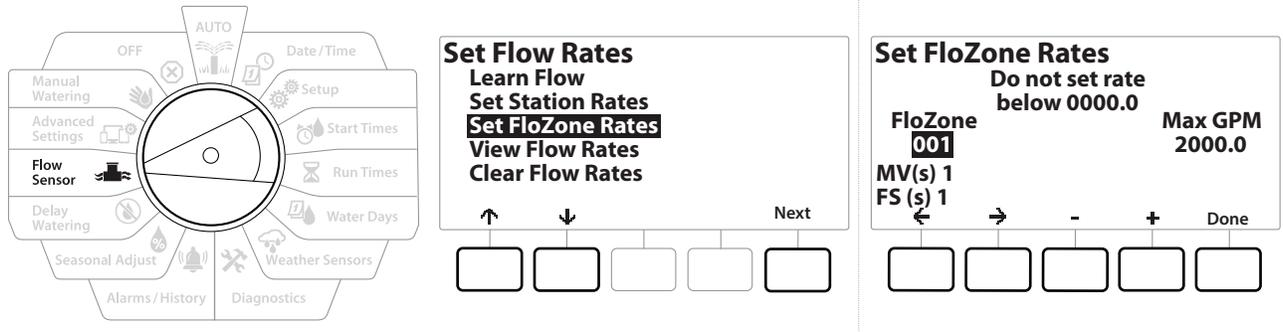 AUTO
OFF
Date/Time
Manual
Watering
Setup
Advanced
Settings
Start Times
Flow
Sensor
Run Times
Delay
Watering
Water Days
Seasonal Adjust
Weather Sensors
Alarms/History
Diagnostics
Set Flow Rates
Learn Flow
Set Station Rates
Set FloZone Rates
View Flow Rates
Clear Flow Rates
↑ ↓ Next
Set FloZone Rates
Do not set rate
below 0000.0
FloZone Max GPM
001 2000.0
MV(s) 1
FS (s) 1
← → - + Done